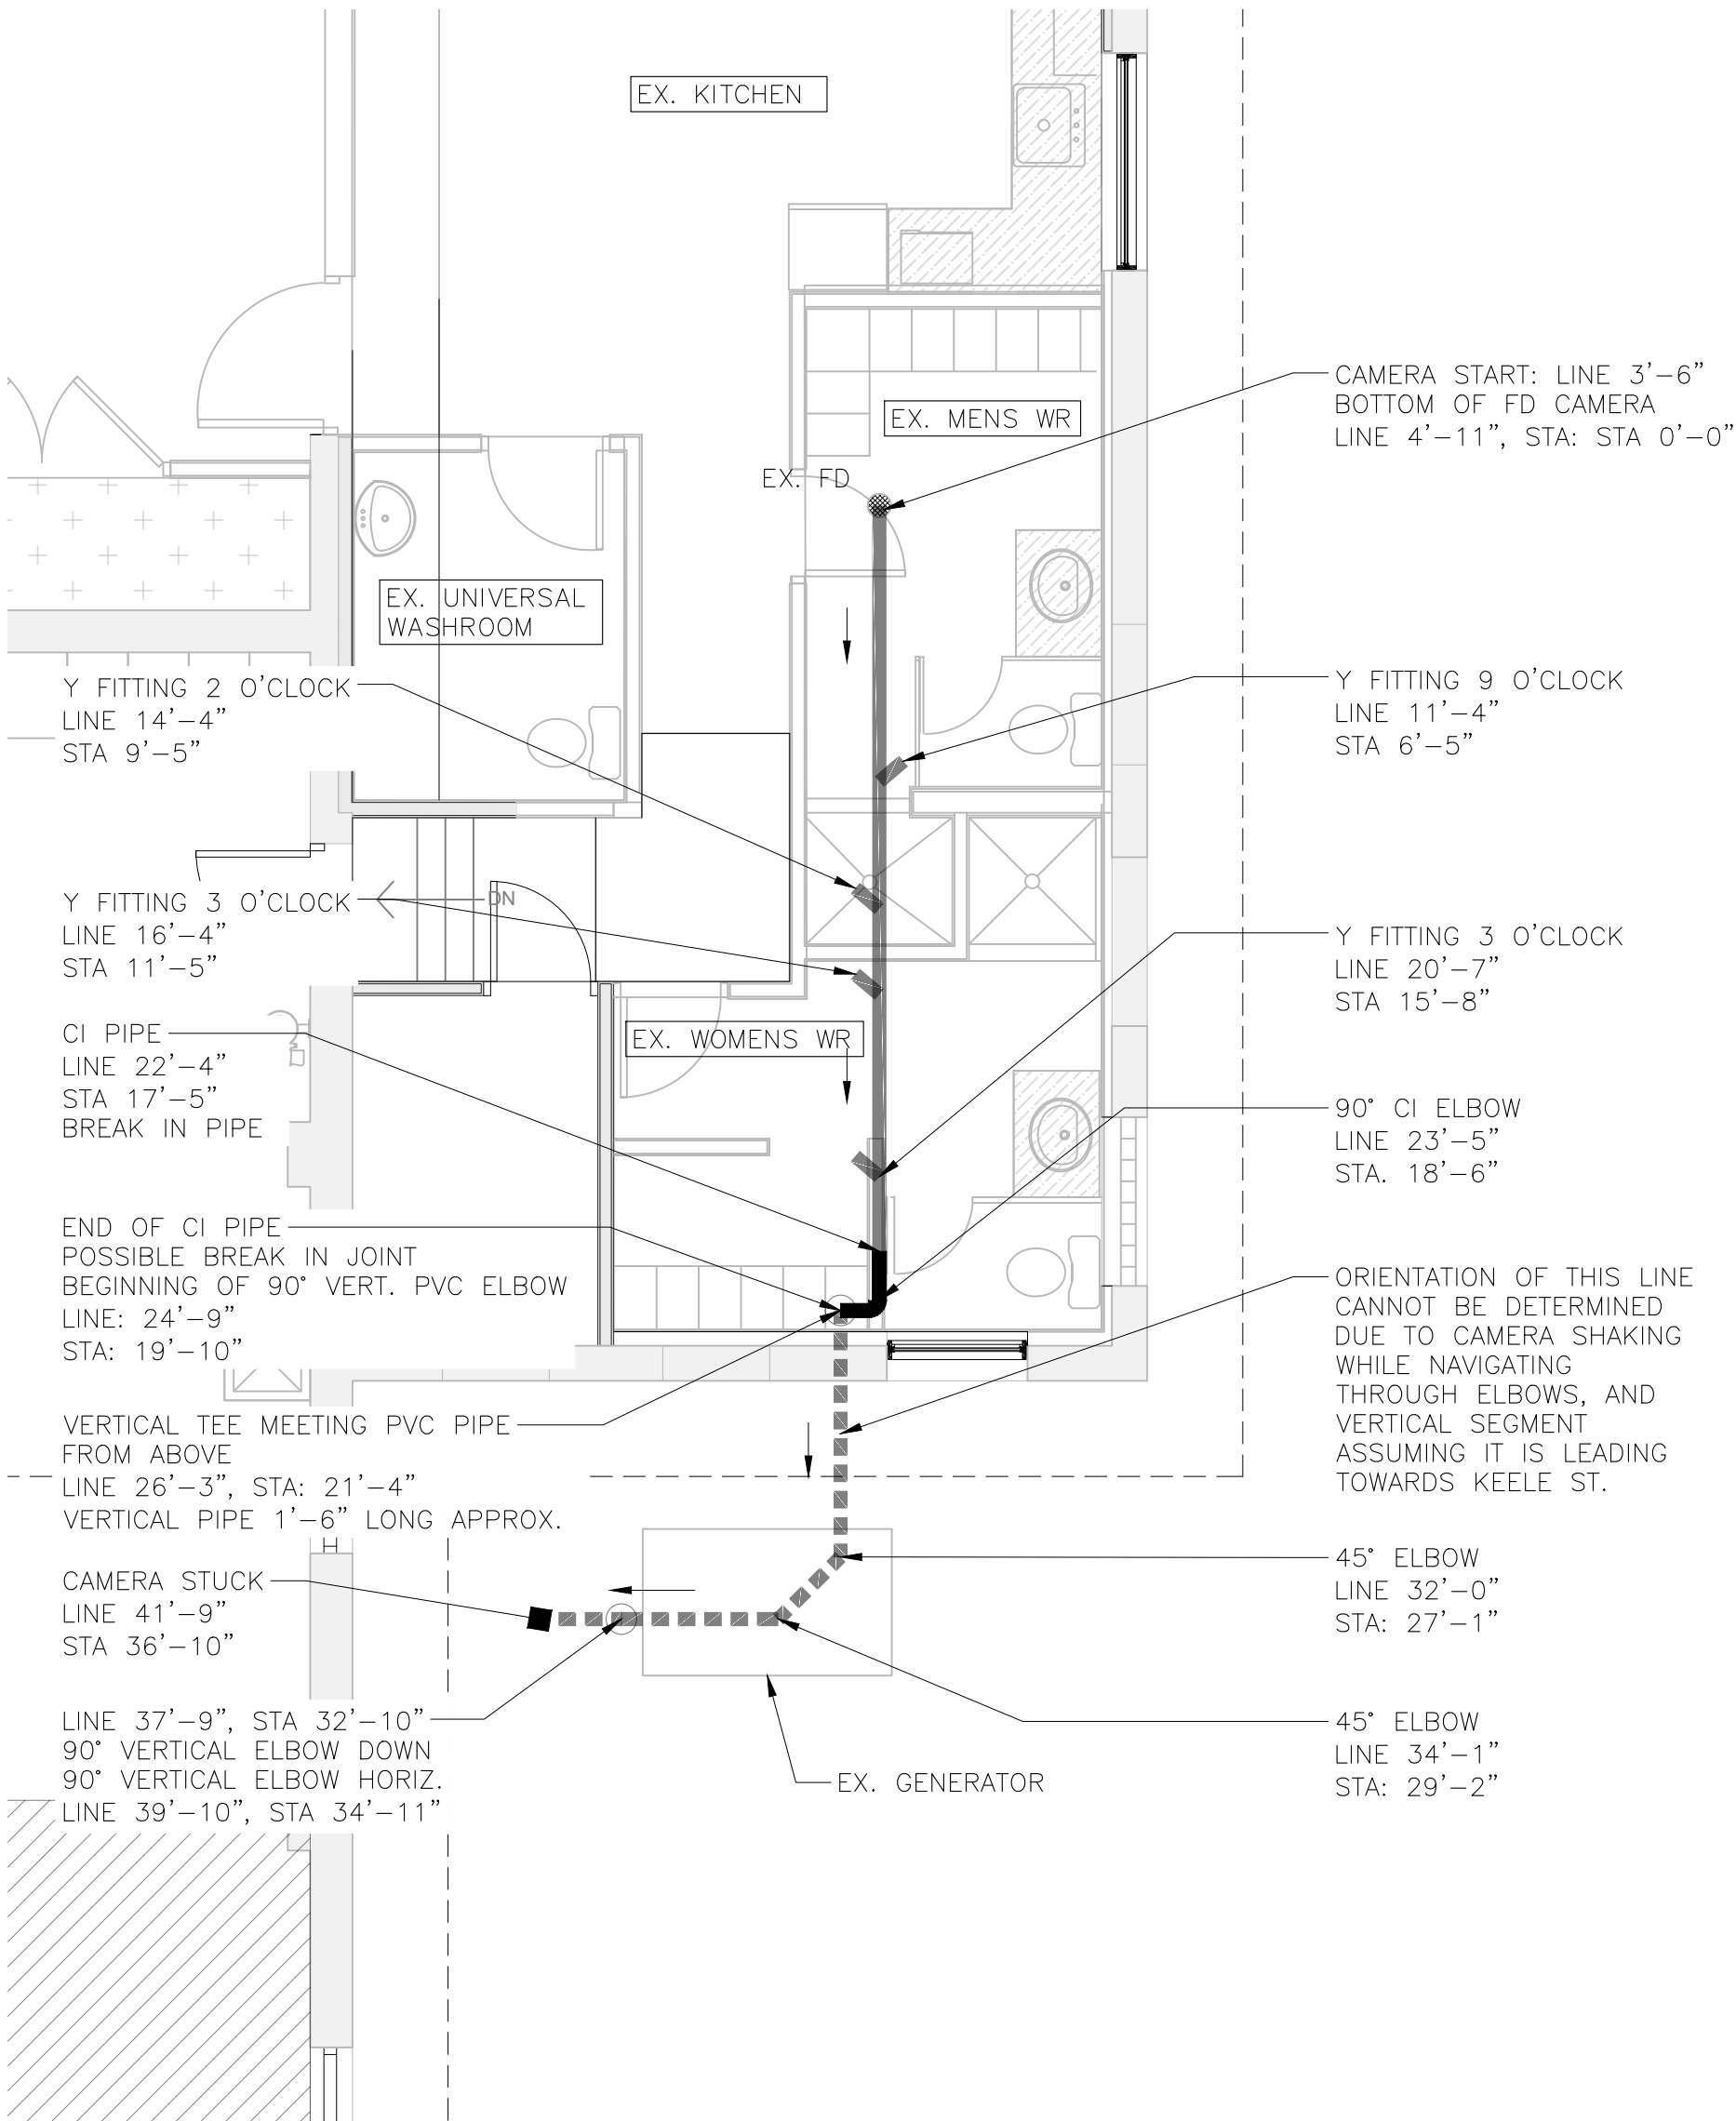 EX. KITCHEN
CAMERA START: LINE 3'-6"
BOTTOM OF FD CAMERA
LINE 4'-11", STA: STA 0'-0"
EX. MENS WR
EX. FD
EX. UNIVERSAL
WASHROOM
Y FITTING 2 O'CLOCK
LINE 14'-4"
STA 9'-5"
Y FITTING 9 O'CLOCK
LINE 11'-4"
STA 6'-5"
Y FITTING 3 O'CLOCK
LINE 16'-4"
STA 11'-5"
DN
Y FITTING 3 O'CLOCK
LINE 20'-7"
STA 15'-8"
CI PIPE
LINE 22'-4"
STA 17'-5"
BREAK IN PIPE
EX. WOMENS WR
90° CI ELBOW
LINE 23'-5"
STA. 18'-6"
END OF CI PIPE
POSSIBLE BREAK IN JOINT
BEGINNING OF 90° VERT. PVC ELBOW
LINE: 24'-9"
STA: 19'-10"
ORIENTATION OF THIS LINE
CANNOT BE DETERMINED
DUE TO CAMERA SHAKING
WHILE NAVIGATING
THROUGH ELBOWS, AND
VERTICAL SEGMENT
ASSUMING IT IS LEADING
TOWARDS KEELE ST.
VERTICAL TEE MEETING PVC PIPE
FROM ABOVE
LINE 26'-3", STA: 21'-4"
VERTICAL PIPE 1'-6" LONG APPROX.
45° ELBOW
LINE 32'-0"
STA: 27'-1"
CAMERA STUCK
LINE 41'-9"
STA 36'-10"
LINE 37'-9", STA 32'-10"
90° VERTICAL ELBOW DOWN
90° VERTICAL ELBOW HORIZ.
LINE 39'-10", STA 34'-11"
45° ELBOW
LINE 34'-1"
STA: 29'-2"
EX. GENERATOR